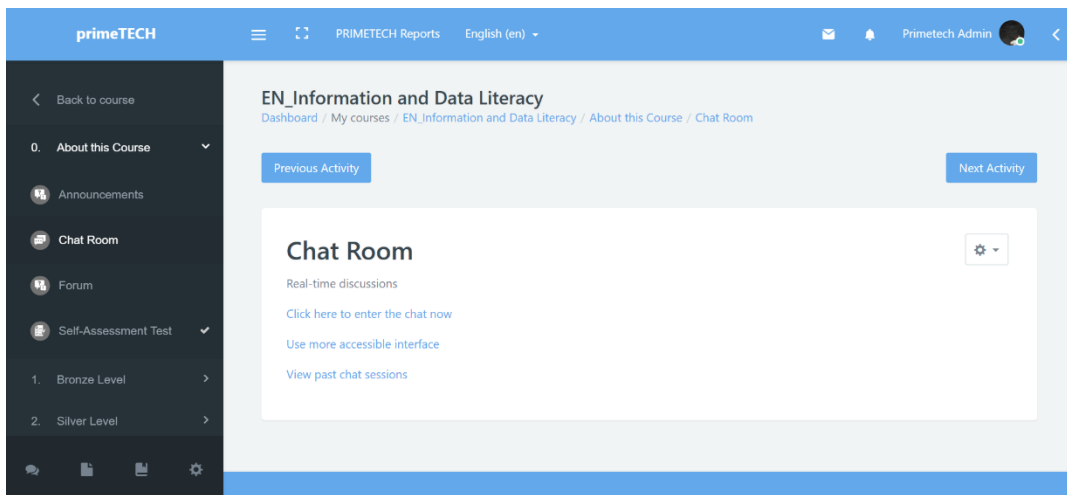 primeTECH
PRIMETECH Reports
English (en)
Primetech Admin
Back to course
0. About this Course
Announcements
Chat Room
Forum
Self-Assessment Test
1. Bronze Level
2. Silver Level
EN_Information and Data Literacy
Dashboard / My courses / EN_Information and Data Literacy / About this Course / Chat Room
Previous Activity
Next Activity
Chat Room
Real-time discussions
Click here to enter the chat now
Use more accessible interface
View past chat sessions